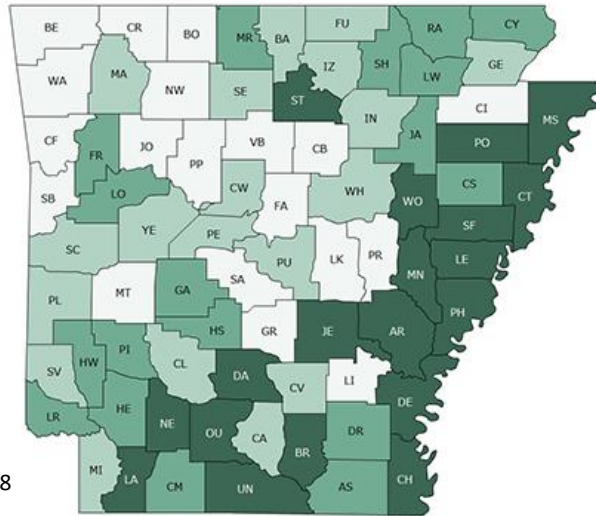 BE CR BO MR BA FU RA CY
IZ SH LW GE
WA MA NW SE ST
IN JA CI MS
CF FR JO PP VB CB PO
LO CW WH WO CS CT
SB FA SF
SC YE PE PU LK PR MN LE
PL MT GA SA PH
HS GR JE AR
SV HW PI CL DA CV LI DE
LR HE NE OU CA BR DR
MI LA CM UN AS CH
8